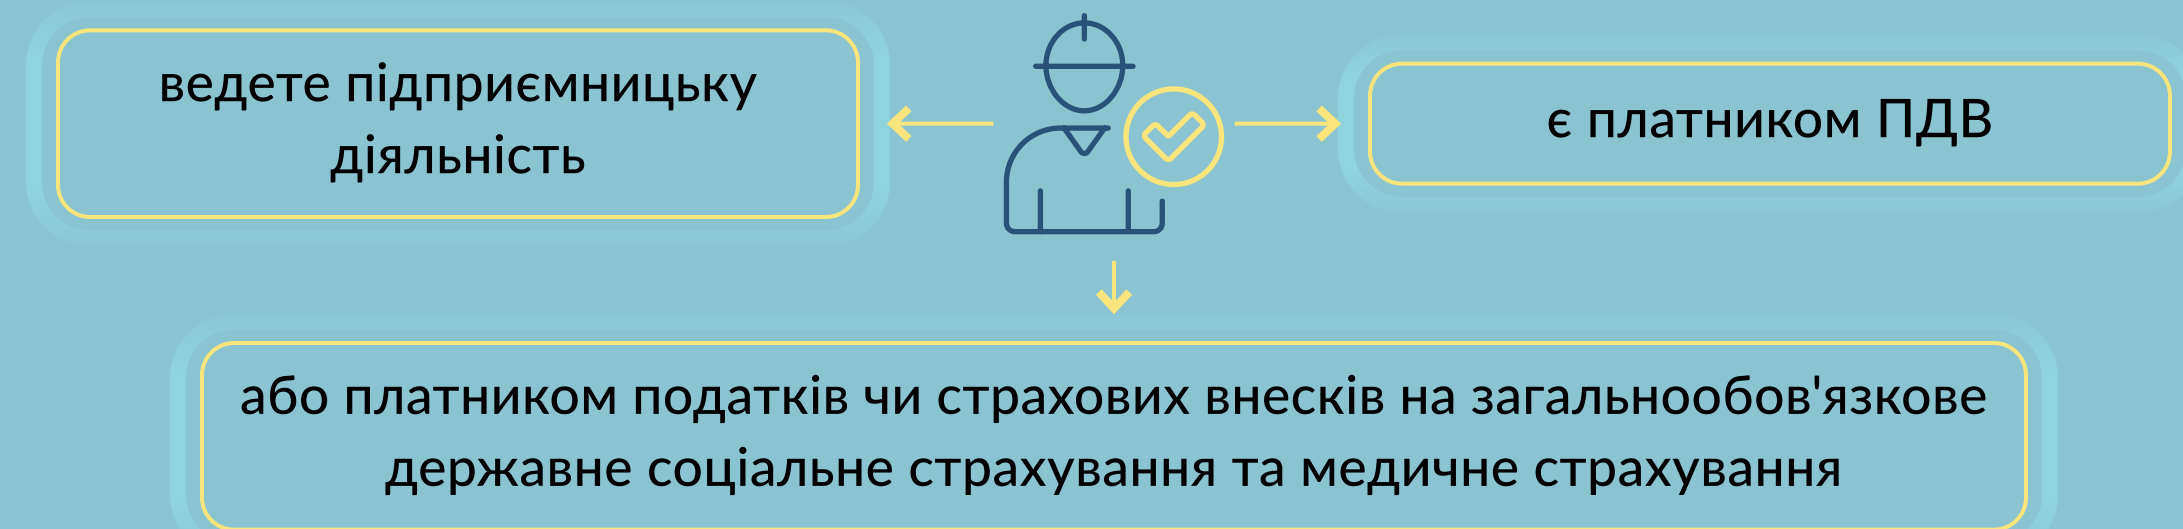 ведете підприємницьку
діяльність
є платником ПДВ
або платником податків чи страхових внесків на загальнообов'язкове
державне соціальне страхування та медичне страхування